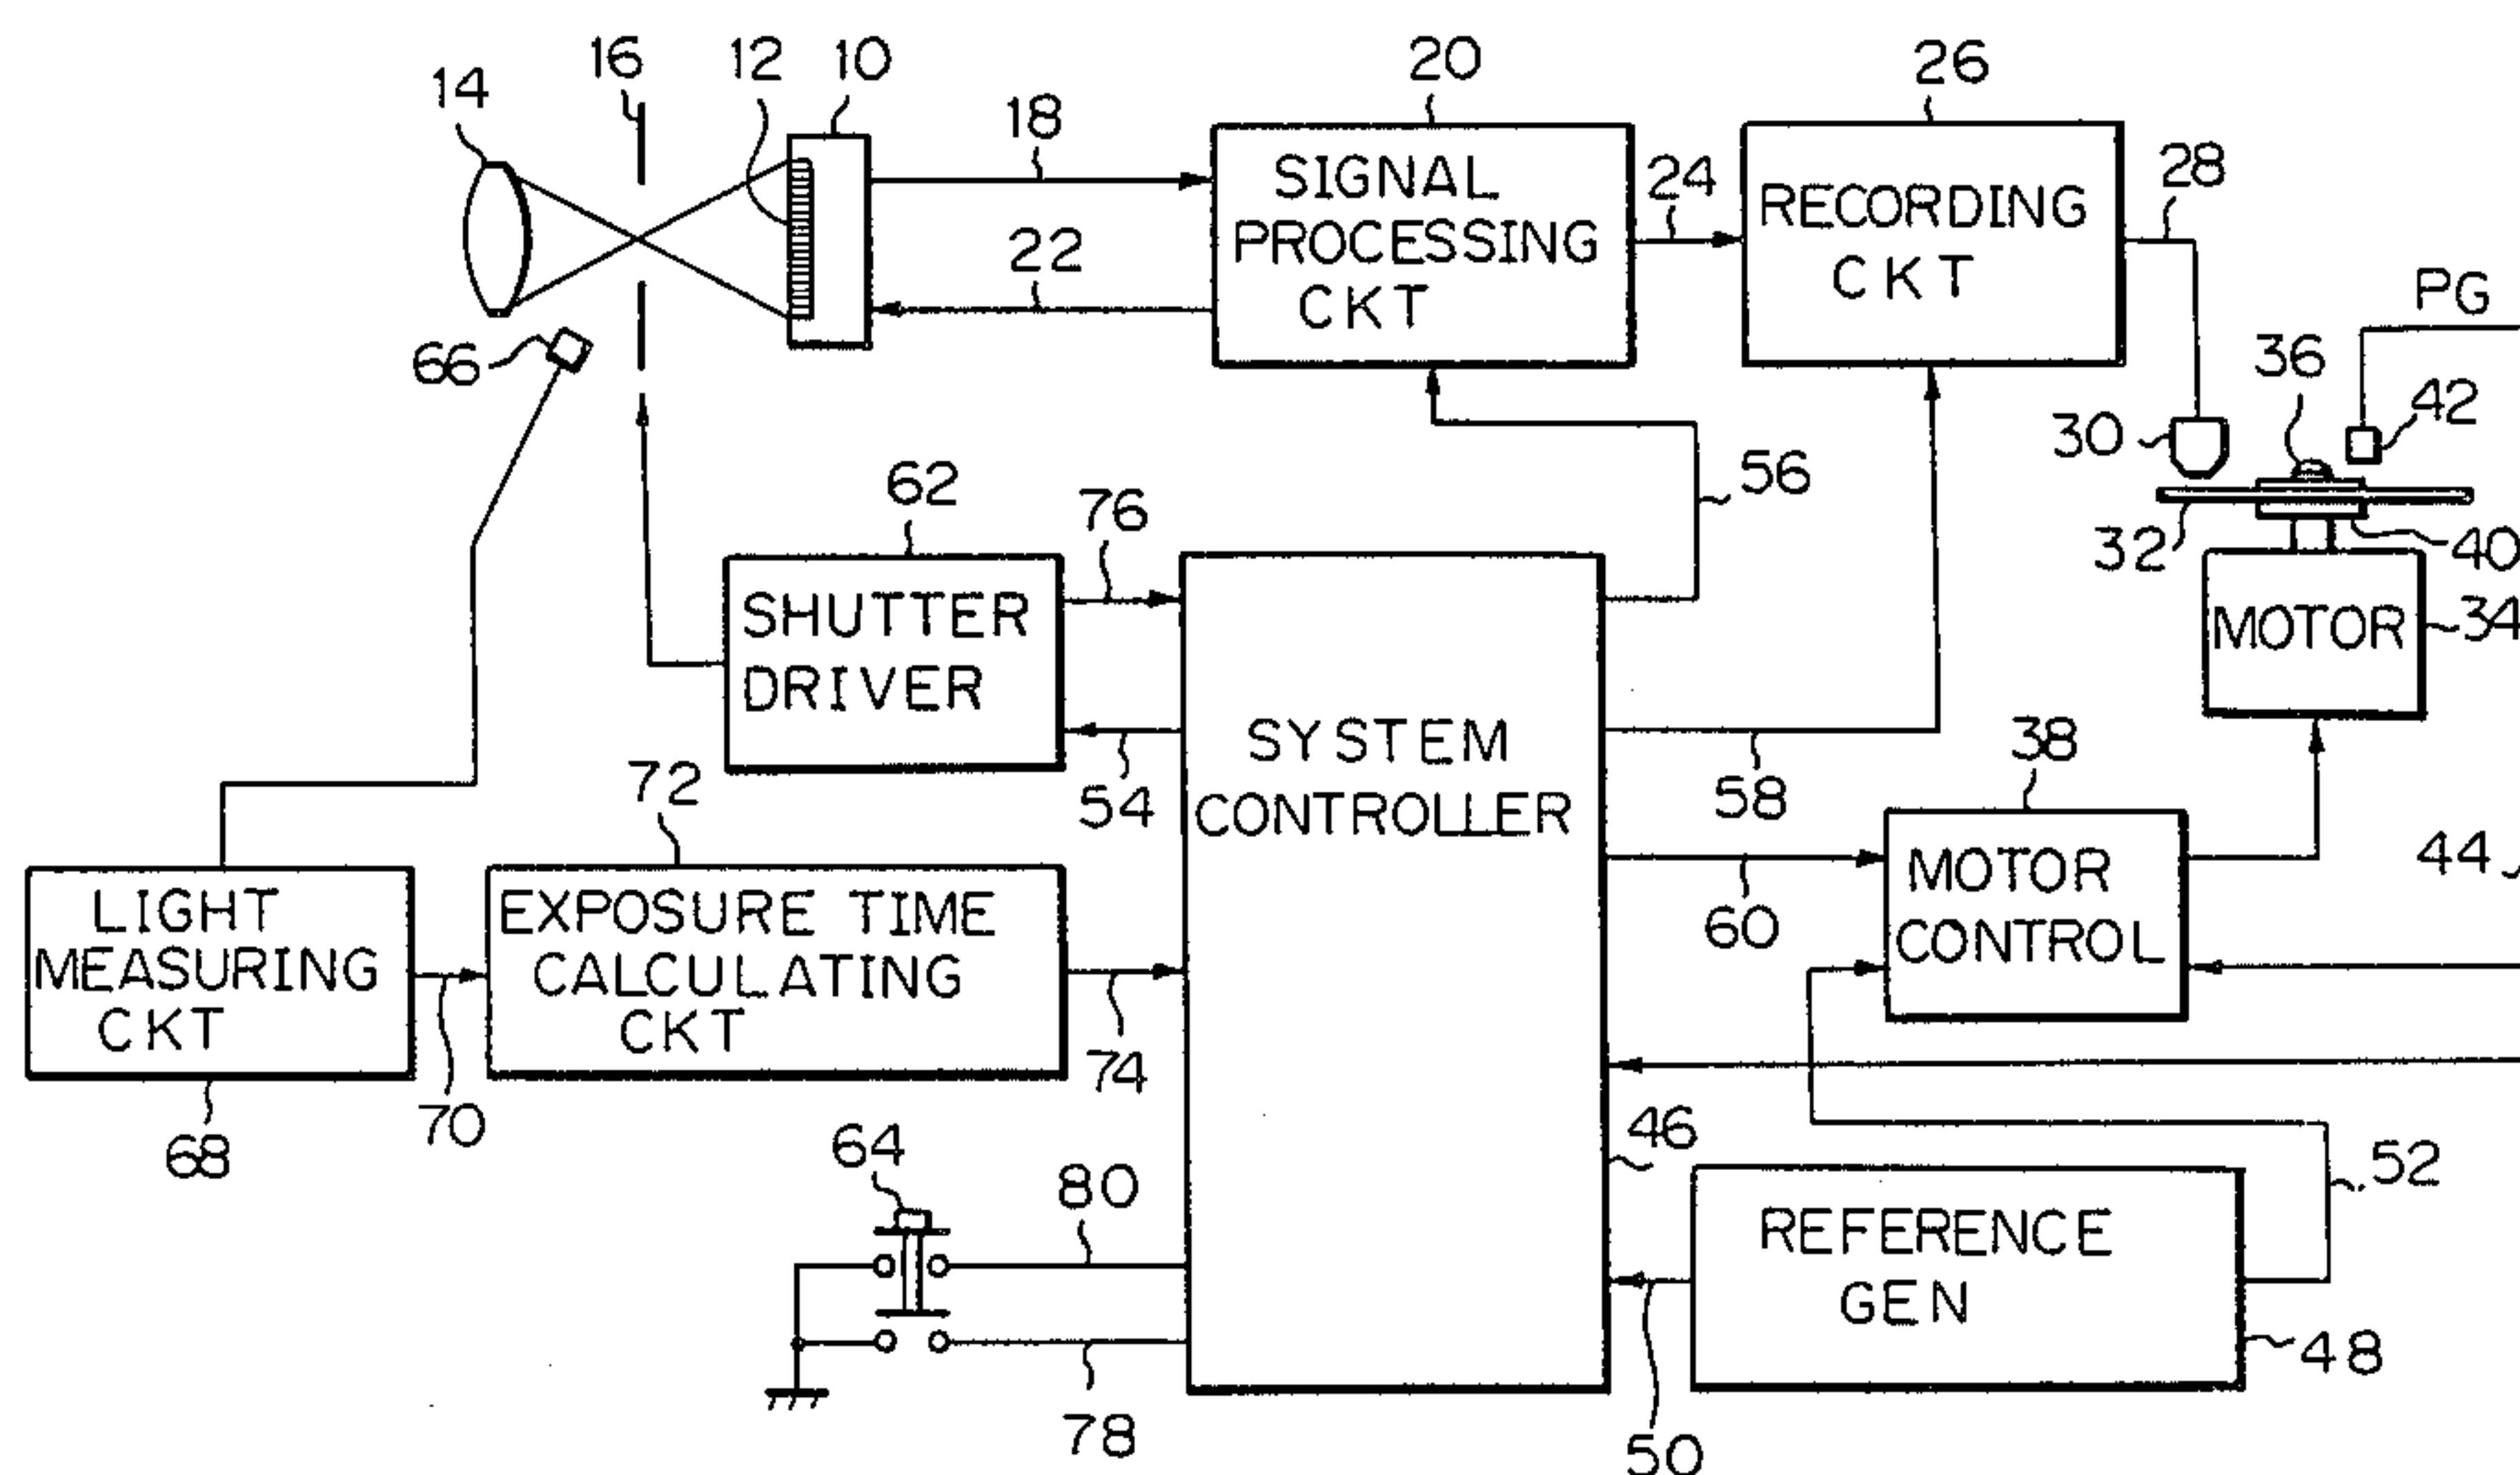 14
16
12
10
18
20
24
26
28
22
SIGNAL
PROCESSING
CKT
RECORDING
CKT
PG
66
36
42
30
62
76
56
32
40
SHUTTER
DRIVER
MOTOR
34
SYSTEM
CONTROLLER
72
54
58
38
60
44
LIGHT
MEASURING
CKT
EXPOSURE TIME
CALCULATING
CKT
MOTOR
CONTROL
70
74
68
64
80
46
52
REFERENCE
GEN
48
78
50